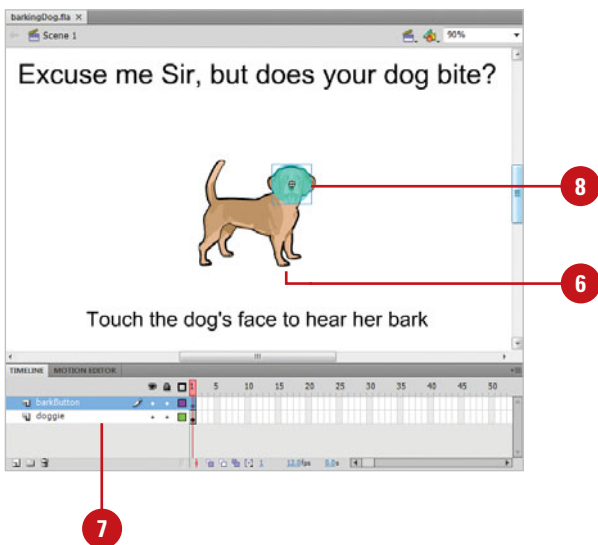 barkingDog.fla ×
Scene 1
90%
Excuse me Sir, but does your dog bite?
8
6
Touch the dog's face to hear her bark
TIMELINE MOTION EDITOR
1 5 10 15 20 25 30 35 40 45 50
barkButton
doggie
1 12.0fps 0.0s
7